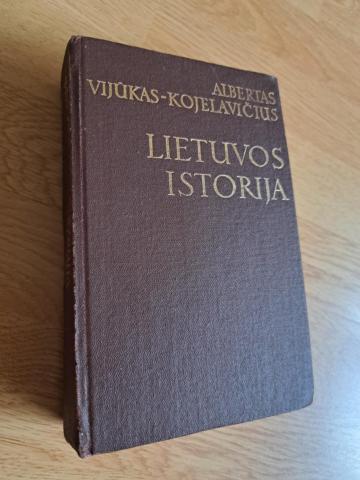 ALBERTAS
VIJŪKAS-KOJELAVIČIUS
LIETUVOS
ISTORIJA